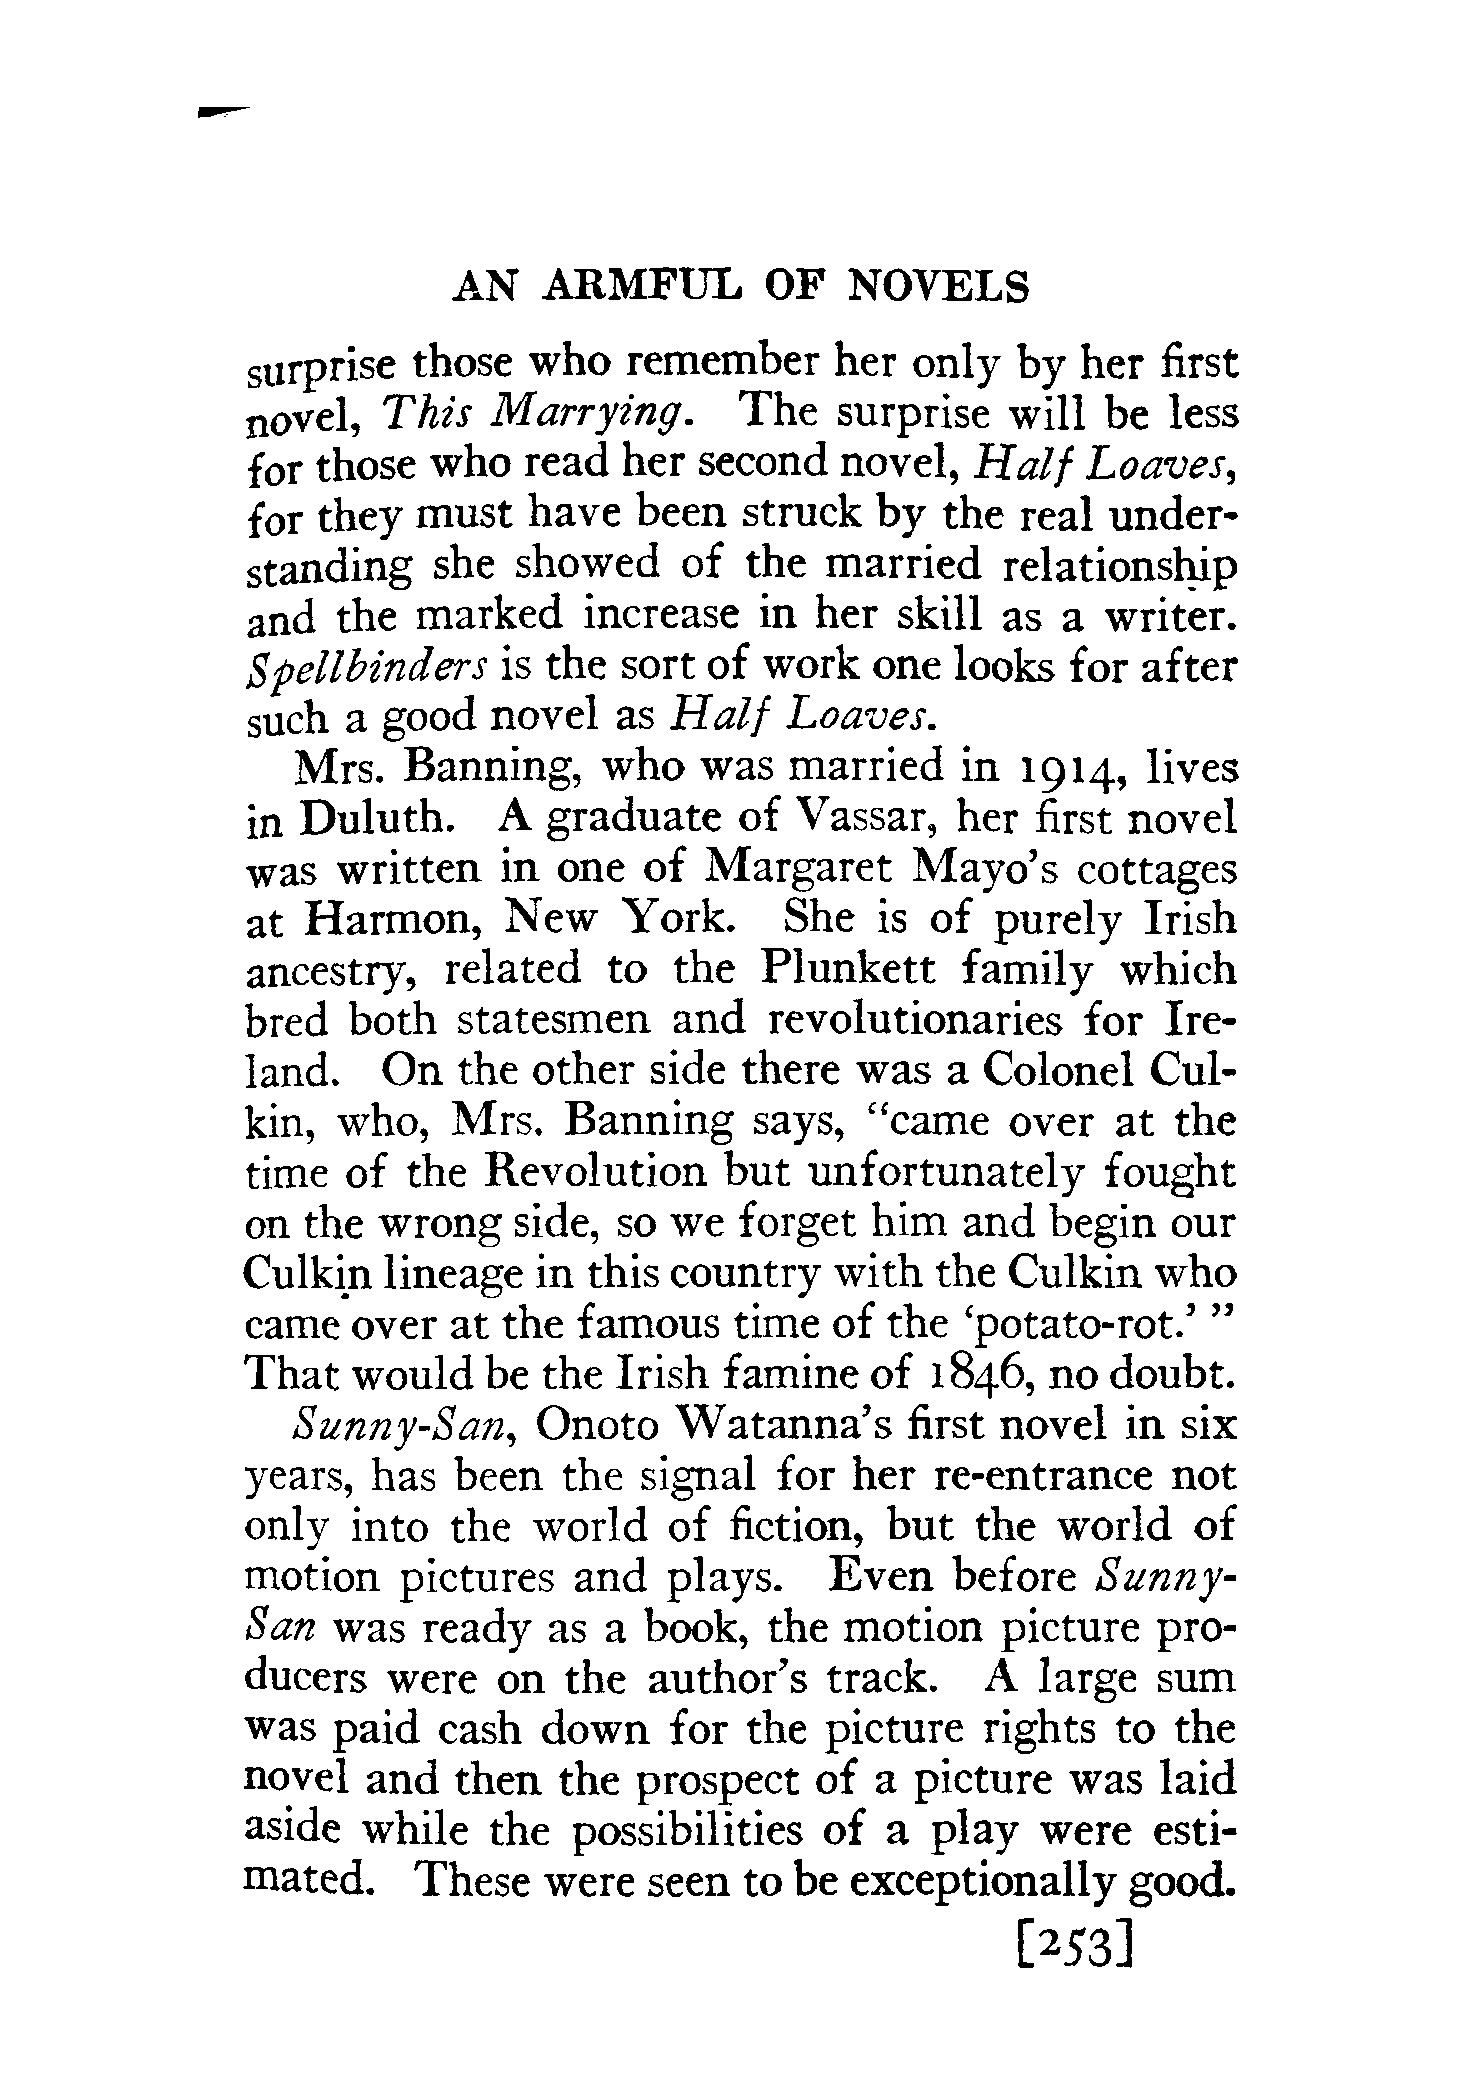 AN ARMFUL OF NOVELS
surprise those who remember her only by her first
novel, This Marrying. The surprise will be less
for those who read her second novel, Half Loaves,
for they must have been struck by the real under-
standing she showed of the married relationship
and the marked increase in her skill as a writer.
Spellbinders is the sort of work one looks for after
such a good novel as Half Loaves.
Mrs. Banning, who was married in 1914, lives
in Duluth. A graduate of Vassar, her first novel
was written in one of Margaret Mayo's cottages
at Harmon, New York. She is of purely Irish
ancestry, related to the Plunkett family which
bred both statesmen and revolutionaries for Ire-
land. On the other side there was a Colonel Cul-
kin, who, Mrs. Banning says, “came over at the
time of the Revolution but unfortunately fought
on the wrong side, so we forget him and begin our
Culkin lineage in this country with the Culkin who
came over at the famous time of the ‘potato-rot.’ ”
That would be the Irish famine of 1846, no doubt.
Sunny-San, Onoto Watanna's first novel in six
years, has been the signal for her re-entrance not
only into the world of fiction, but the world of
motion pictures and plays. Even before Sunny-
San was ready as a book, the motion picture pro-
ducers were on the author's track. A large sum
was paid cash down for the picture rights to the
novel and then the prospect of a picture was laid
aside while the possibilities of a play were esti-
mated. These were seen to be exceptionally good.
[253]